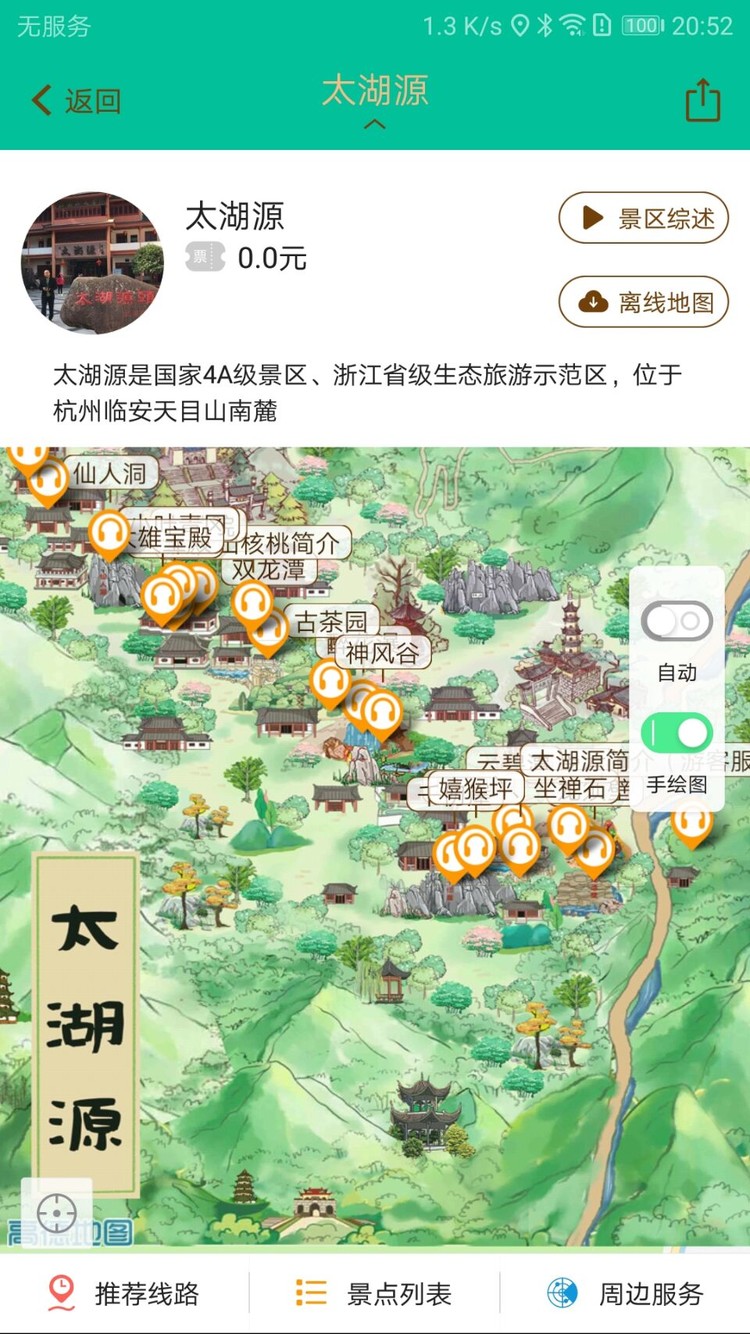 无服务
1.3 K/s
100
20:52
返回
太湖源
太湖源
景区综述
票
0.0元
离线地图
太湖源是国家4A级景区、浙江省级生态旅游示范区，位于
杭州临安天目山南麓
仙人洞
雄宝殿
山核桃简介
双龙潭
古茶园
神风谷
自动
云碧
太湖源简介
（游客服
手绘图
嬉猴坪
坐禅石
太
湖
源
高德地图
推荐线路
景点列表
周边服务